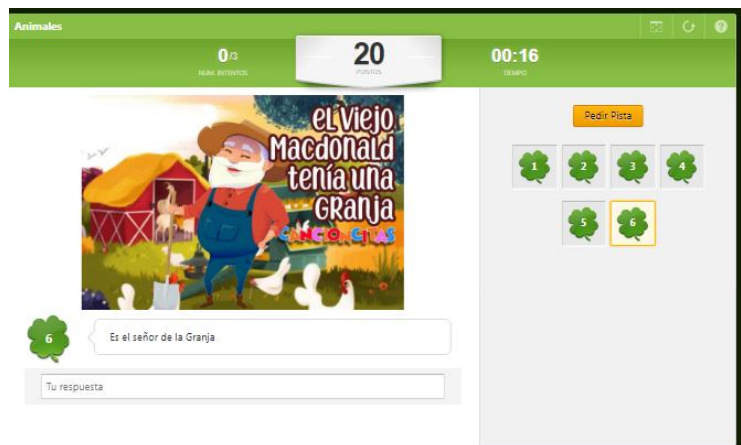 Animales
0/3
NUM. INTENTOS
20
PUNTOS
00:16
TIEMPO
eL Viejo
Macdonald
tenía una
GRanja
CANCIONCITAS
Pedir Pista
1
2
3
4
5
6
6
Es el señor de la Granja
Tu respuesta